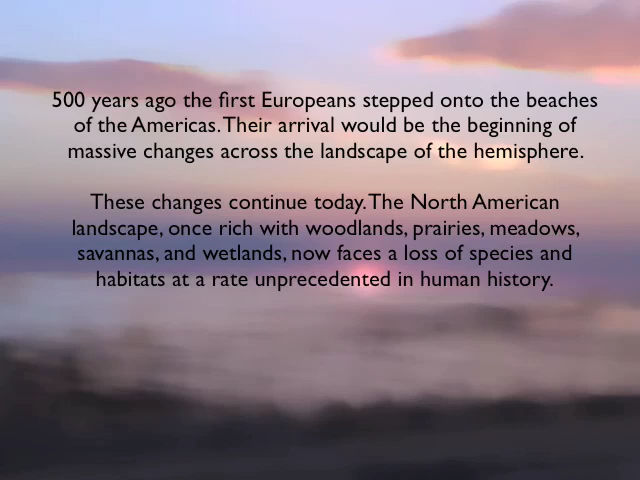 500 years ago the first Europeans stepped onto the beaches
of the Americas. Their arrival would be the beginning of
massive changes across the landscape of the hemisphere.
These changes continue today. The North American
landscape, once rich with woodlands, prairies, meadows,
savannas, and wetlands, now faces a loss of species and
habitats at a rate unprecedented in human history.